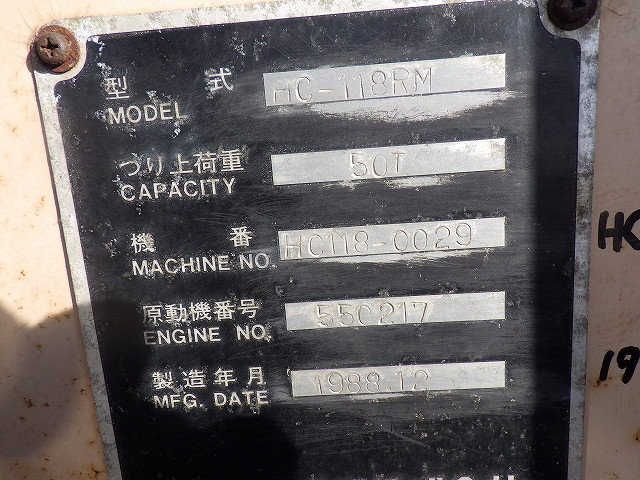 型 式 HC-118RM
MODEL
つり上荷重 50T
CAPACITY
機 番 HC118-0029
MACHINE NO.
原動機番号 550217
ENGINE NO.
製造年月 1988.12
MFG. DATE
HC
19